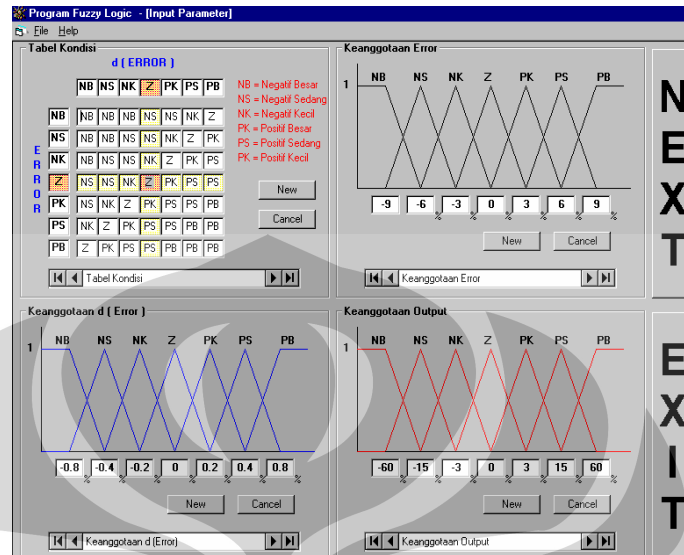 Program Fuzzy Logic - [Input Parameter]
File Help
Tabel Kondisi
d ( ERROR )
NB NS NK Z PK PS PB
NB NB NB NB NS NS NK Z
NS NB NB NS NS NK Z PK
NK NB NS NS NK Z PK PS
Z NS NS NK Z PK PS PS
PK NS NK Z PK PS PS PB
PS NK Z PK PS PS PB PB
PB Z PK PS PS PB PB PB
ERROR
NB = Negatif Besar
NS = Negatif Sedang
NK = Negatif Kecil
PK = Positif Besar
PS = Positif Sedang
PK = Positif Kecil
New
Cancel
Tabel Kondisi
Keanggotaan Error
1 NB NS NK Z PK PS PB
-9 % -6 % -3 % 0 % 3 % 6 % 9 %
New Cancel
Keanggotaan Error
NEXT
Keanggotaan d ( Error )
1 NB NS NK Z PK PS PB
-0.8 % -0.4 % -0.2 % 0 % 0.2 % 0.4 % 0.8 %
New Cancel
Keanggotaan d (Error)
Keanggotaan Output
1 NB NS NK Z PK PS PB
-60 % -15 % -3 % 0 % 3 % 15 % 60 %
New Cancel
Keanggotaan Output
EXIT